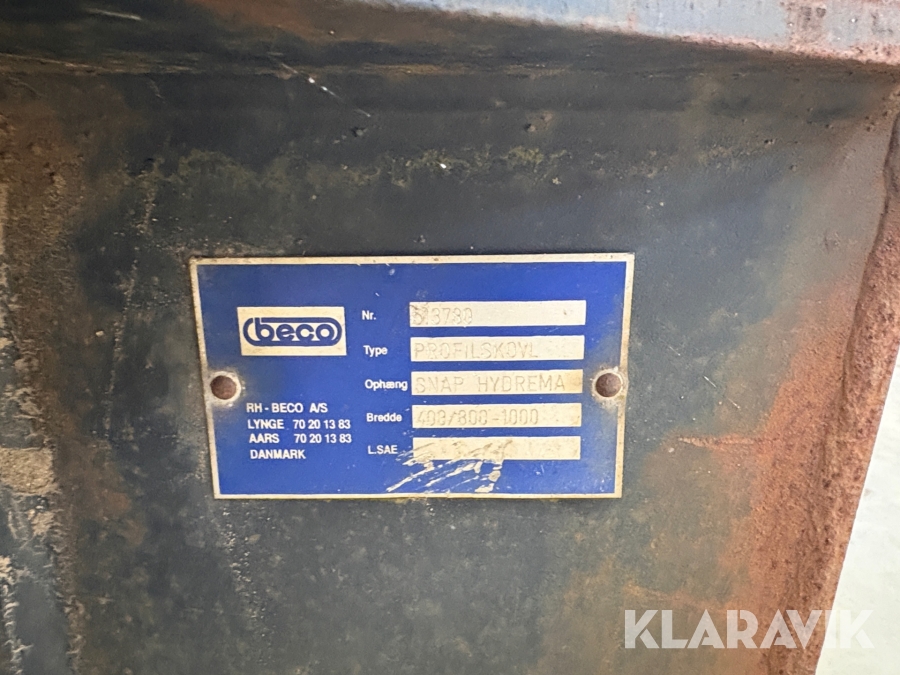 beco
Nr. 513780
Type PROFILSKOVL
Ophæng SNAP HYDREMA
Bredde 400/800-1000
L.SAE
RH - BECO A/S
LYNGE 70 20 13 83
AARS 70 20 13 83
DANMARK
KLARAVIK